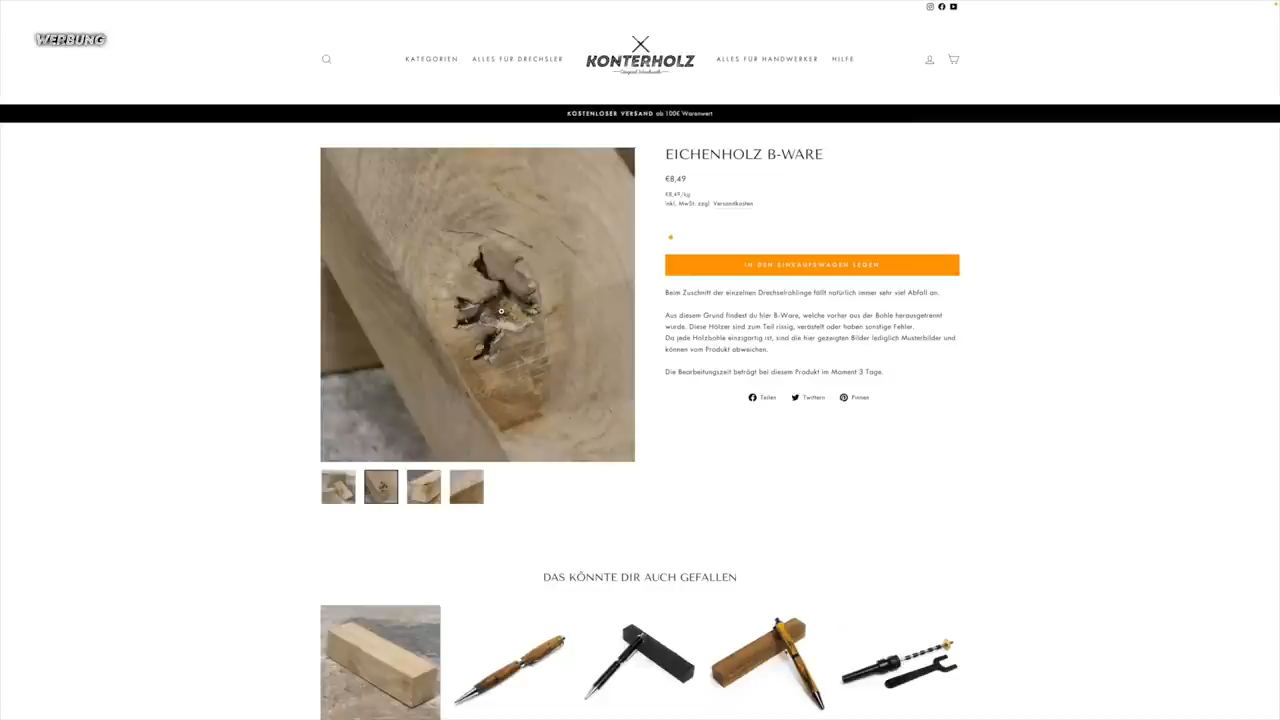 WERBUNG
KATEGORIEN
ALLES FÜR DRECHSLER
KONTERHOLZ
ALLES FÜR HANDWERKER
HILFE
KOSTENLOSER VERSAND ab 100€ Warenwert
EICHENHOLZ B-WARE
€8,49
€8,49/kg
Inkl. MwSt. zzgl. Versandkosten
IN DEN EINKAUFSWAGEN LEGEN
Beim Zuschnitt der einzelnen Drechselrohlinge fällt natürlich immer sehr viel Abfall an.
Aus diesem Grund findest du hier B-Ware, welche vorher aus der Bohle herausgetrennt
wurde. Diese Hölzer sind zum Teil rissig, verästelt oder haben sonstige Fehler.
Da jede Holzbohle einzigartig ist, sind die hier gezeigten Bilder lediglich Musterbilder und
können vom Produkt abweichen.
Die Bearbeitungszeit beträgt bei diesem Produkt im Moment 3 Tage.
Teilen
Twittern
Pinnen
DAS KÖNNTE DIR AUCH GEFALLEN